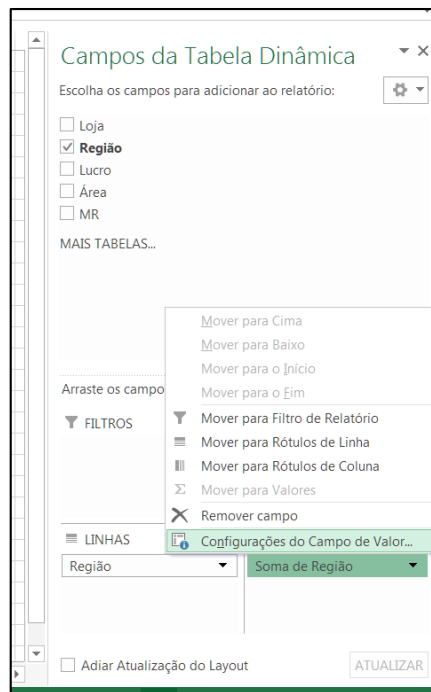 Campos da Tabela Dinâmica
Escolha os campos para adicionar ao relatório:
Loja
Região
Lucro
Área
MR
MAIS TABELAS...
Mover para Cima
Mover para Baixo
Mover para o Início
Mover para o Fim
Mover para Filtro de Relatório
Mover para Rótulos de Linha
Mover para Rótulos de Coluna
Mover para Valores
Remover campo
Configurações do Campo de Valor...
Arraste os campo
FILTROS
LINHAS
Região
Soma de Região
Adiar Atualização do Layout
ATUALIZAR